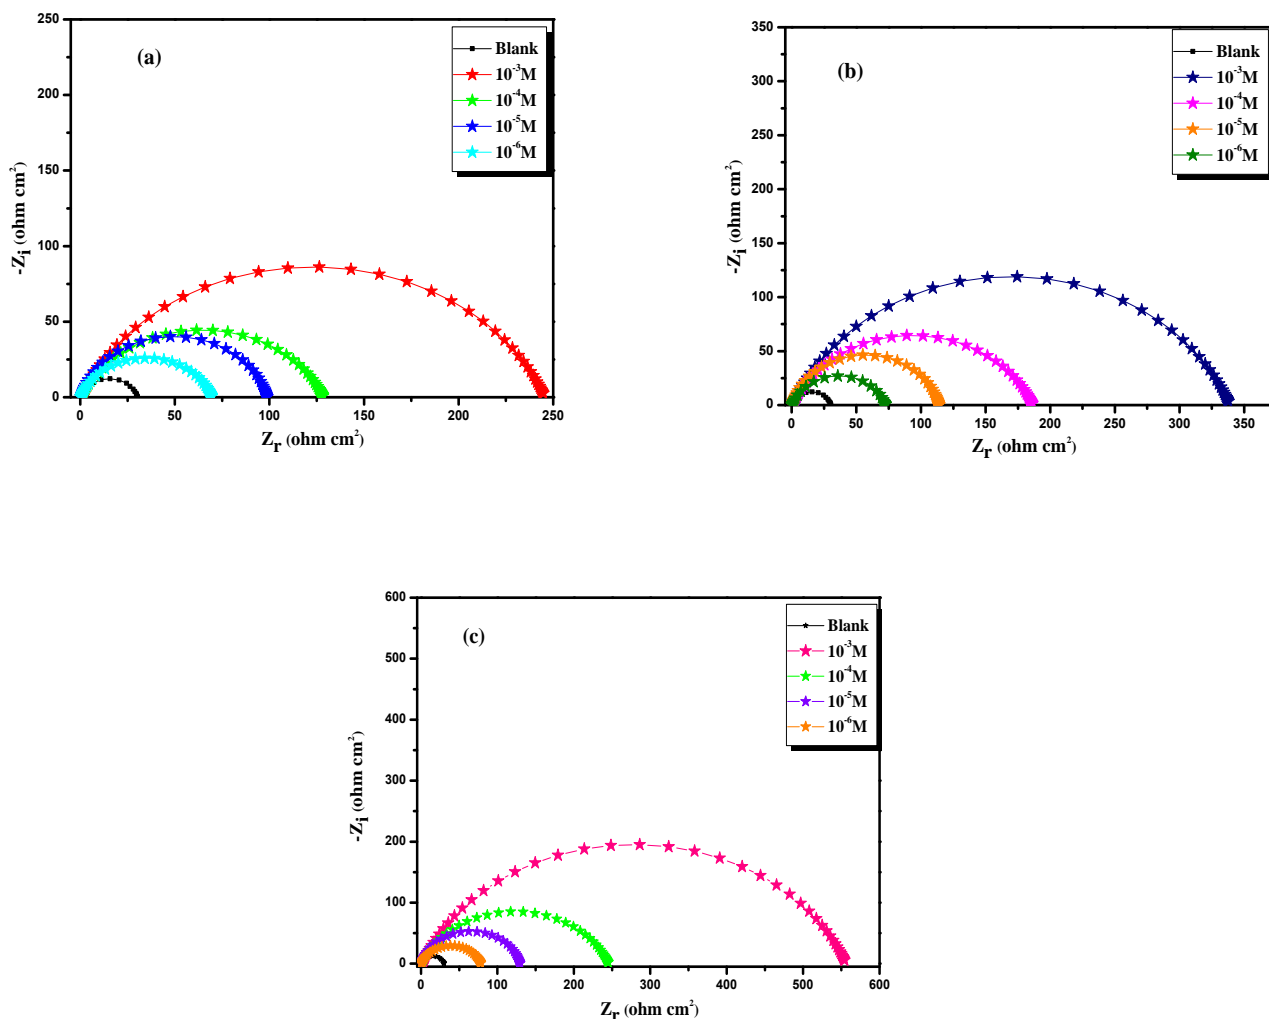 (a)
Blank
10⁻³M
10⁻⁴M
10⁻⁵M
10⁻⁶M
250
200
150
100
50
0
-Zi (ohm cm²)
0 50 100 150 200 250
Zr (ohm cm²)
(b)
Blank
10⁻³M
10⁻⁴M
10⁻⁵M
10⁻⁶M
350
300
250
200
150
100
50
0
-Zi (ohm cm²)
0 50 100 150 200 250 300 350
Zr (ohm cm²)
(c)
Blank
10⁻³M
10⁻⁴M
10⁻⁵M
10⁻⁶M
600
500
400
300
200
100
0
-Zi (ohm cm²)
0 100 200 300 400 500 600
Zr (ohm cm²)